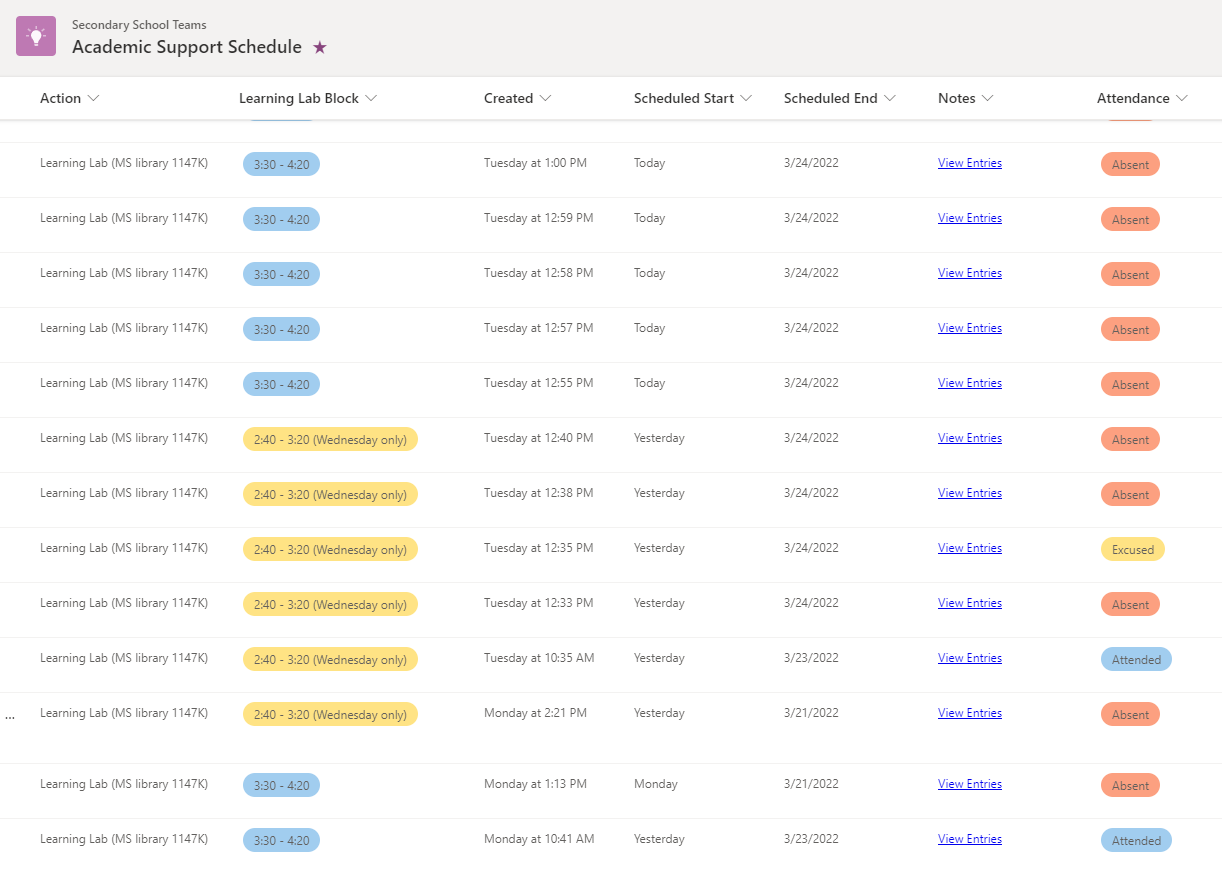 Secondary School Teams
Academic Support Schedule
Action Learning Lab Block Created Scheduled Start Scheduled End Notes Attendance
Learning Lab (MS library 1147K) 3:30 - 4:20 Tuesday at 1:00 PM Today 3/24/2022 View Entries Absent
Learning Lab (MS library 1147K) 3:30 - 4:20 Tuesday at 12:59 PM Today 3/24/2022 View Entries Absent
Learning Lab (MS library 1147K) 3:30 - 4:20 Tuesday at 12:58 PM Today 3/24/2022 View Entries Absent
Learning Lab (MS library 1147K) 3:30 - 4:20 Tuesday at 12:57 PM Today 3/24/2022 View Entries Absent
Learning Lab (MS library 1147K) 3:30 - 4:20 Tuesday at 12:55 PM Today 3/24/2022 View Entries Absent
Learning Lab (MS library 1147K) 2:40 - 3:20 (Wednesday only) Tuesday at 12:40 PM Yesterday 3/24/2022 View Entries Absent
Learning Lab (MS library 1147K) 2:40 - 3:20 (Wednesday only) Tuesday at 12:38 PM Yesterday 3/24/2022 View Entries Absent
Learning Lab (MS library 1147K) 2:40 - 3:20 (Wednesday only) Tuesday at 12:35 PM Yesterday 3/24/2022 View Entries Excused
Learning Lab (MS library 1147K) 2:40 - 3:20 (Wednesday only) Tuesday at 12:33 PM Yesterday 3/24/2022 View Entries Absent
Learning Lab (MS library 1147K) 2:40 - 3:20 (Wednesday only) Tuesday at 10:35 AM Yesterday 3/23/2022 View Entries Attended
... Learning Lab (MS library 1147K) 2:40 - 3:20 (Wednesday only) Monday at 2:21 PM Yesterday 3/21/2022 View Entries Absent
Learning Lab (MS library 1147K) 3:30 - 4:20 Monday at 1:13 PM Monday 3/21/2022 View Entries Absent
Learning Lab (MS library 1147K) 3:30 - 4:20 Monday at 10:41 AM Yesterday 3/23/2022 View Entries Attended